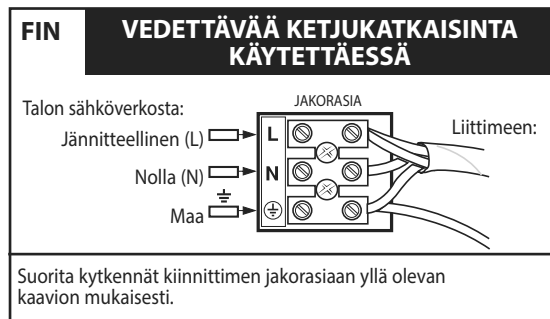 FIN
VEDETTÄVÄÄ KETJUKATKAISINTA
KÄYTETTÄESSÄ
Talon sähköverkosta:
JAKORASIA
Liittimeen:
Jännitteellinen (L)
L
Nolla (N)
N
Maa
Suorita kytkennät kiinnittimen jakorasiaan yllä olevan
kaavion mukaisesti.